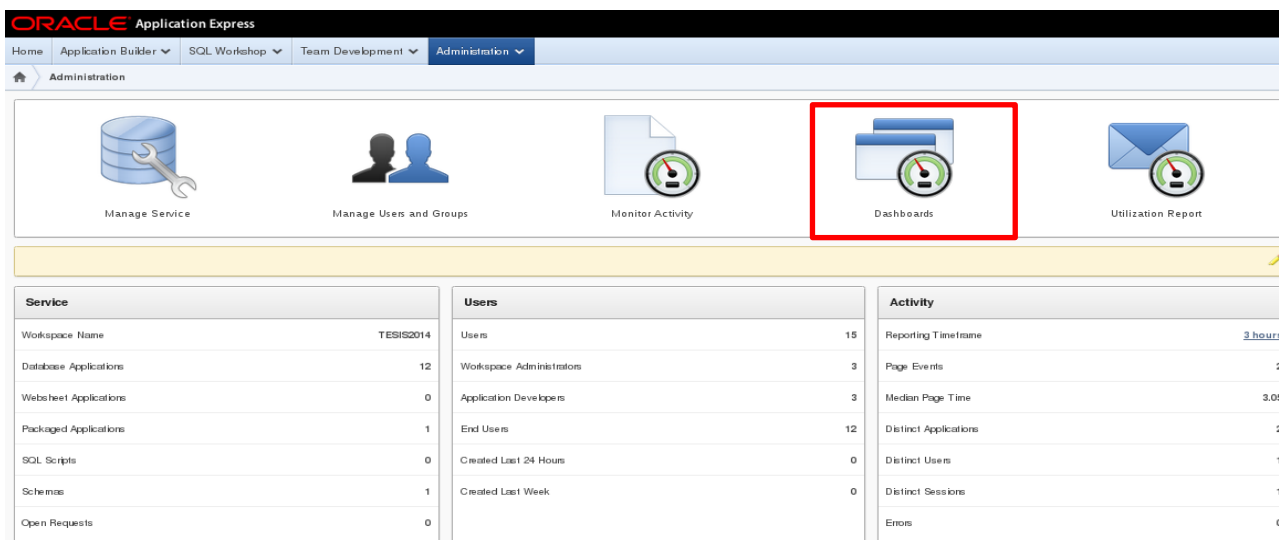 ORACLE Application Express
Home Application Builder SQL Workshop Team Development Administration
Administration
Manage Service Manage Users and Groups Monitor Activity Dashboards Utilization Report
Service
Workspace Name TESIS2014
Database Applications 12
Websheet Applications 0
Packaged Applications 1
SQL Scripts 0
Schemas 1
Open Requests 0
Users
Users 15
Workspace Administrators 3
Application Developers 3
End Users 12
Created Last 24 Hours 0
Created Last Week 0
Activity
Reporting Timeframe 3 hours
Page Events
Median Page Time 3.05
Distinct Applications
Distinct Users
Distinct Sessions
Errors